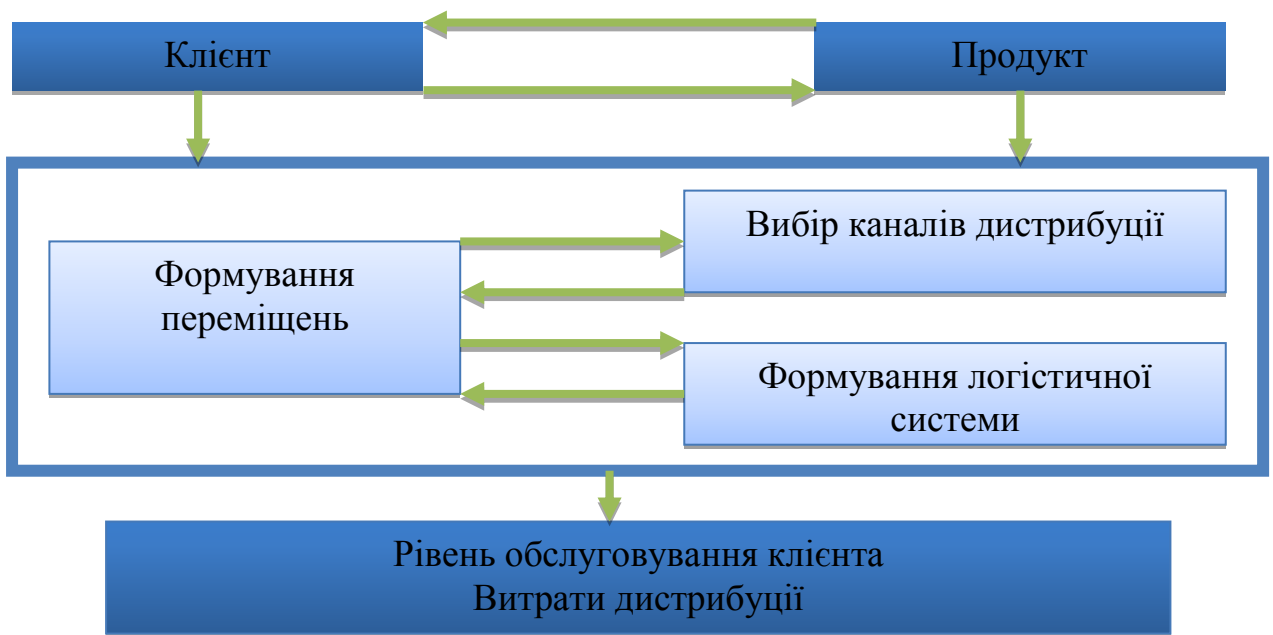 Клієнт
Продукт
Вибір каналів дистрибуції
Формування
переміщень
Формування логістичної
системи
Рівень обслуговування клієнта
Витрати дистрибуції